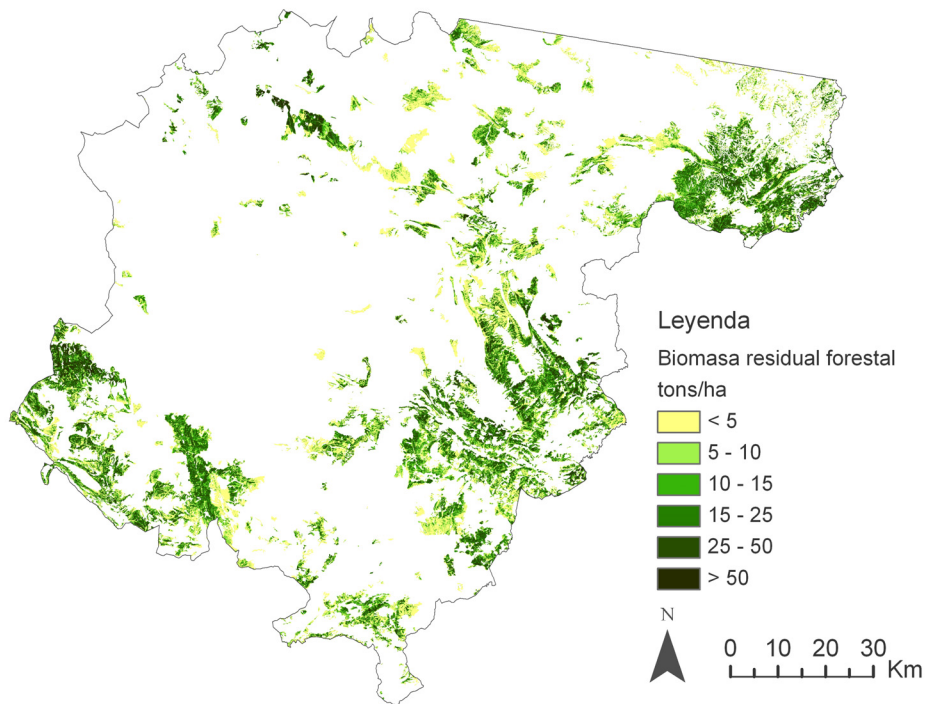 Leyenda
Biomasa residual forestal
tons/ha
< 5
5 - 10
10 - 15
15 - 25
25 - 50
> 50
N
0 10 20 30
Km